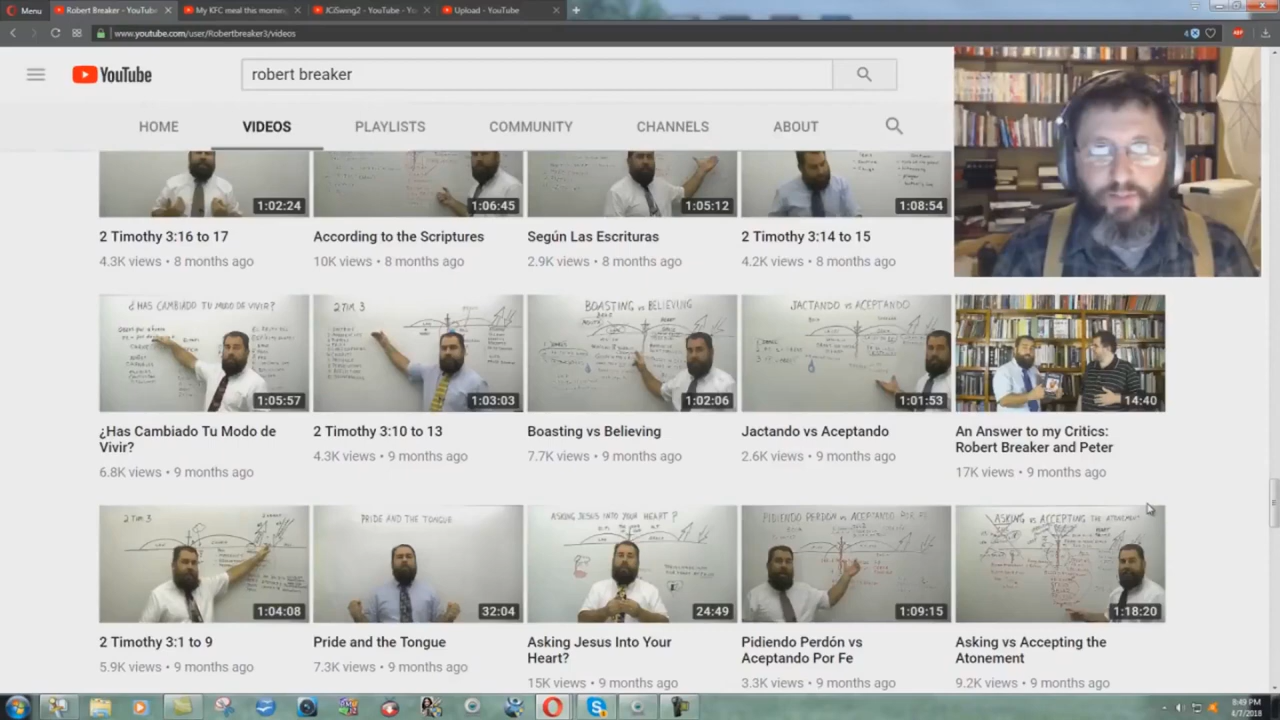 Menu
Robert Breaker - YouTube
My KFC meal this mornin
JCiSwing2 - YouTube - Yo
Upload - YouTube
www.youtube.com/user/Robertbreaker3/videos
4
ABP
YouTube
robert breaker
HOME
VIDEOS
PLAYLISTS
COMMUNITY
CHANNELS
ABOUT
1:02:24
1:06:45
1:05:12
1:08:54
2 Timothy 3:16 to 17
According to the Scriptures
Según Las Escrituras
2 Timothy 3:14 to 15
4.3K views • 8 months ago
10K views • 8 months ago
2.9K views • 8 months ago
4.2K views • 8 months ago
¿HAS CAMBIADO TU MODO DE VIVIR?
2 TIM 3
BOASTING vs BELIEVING
JACTANDO vs ACEPTANDO
1:05:57
1:03:03
1:02:06
1:01:53
14:40
¿Has Cambiado Tu Modo de
Vivir?
2 Timothy 3:10 to 13
Boasting vs Believing
Jactando vs Aceptando
An Answer to my Critics:
Robert Breaker and Peter
6.8K views • 9 months ago
4.3K views • 9 months ago
7.7K views • 9 months ago
2.6K views • 9 months ago
17K views • 9 months ago
2 TIM 3
PRIDE AND THE TONGUE
ASKING JESUS INTO YOUR HEART?
PIDIENDO PERDON vs ACEPTANDO POR FE
ASKING vs ACCEPTING THE ATONEMENT
1:04:08
32:04
24:49
1:09:15
1:18:20
2 Timothy 3:1 to 9
Pride and the Tongue
Asking Jesus Into Your
Heart?
Pidiendo Perdón vs
Aceptando Por Fe
Asking vs Accepting the
Atonement
5.9K views • 9 months ago
7.3K views • 9 months ago
15K views • 9 months ago
3.3K views • 9 months ago
9.2K views • 9 months ago
8:49 PM
4/7/2018